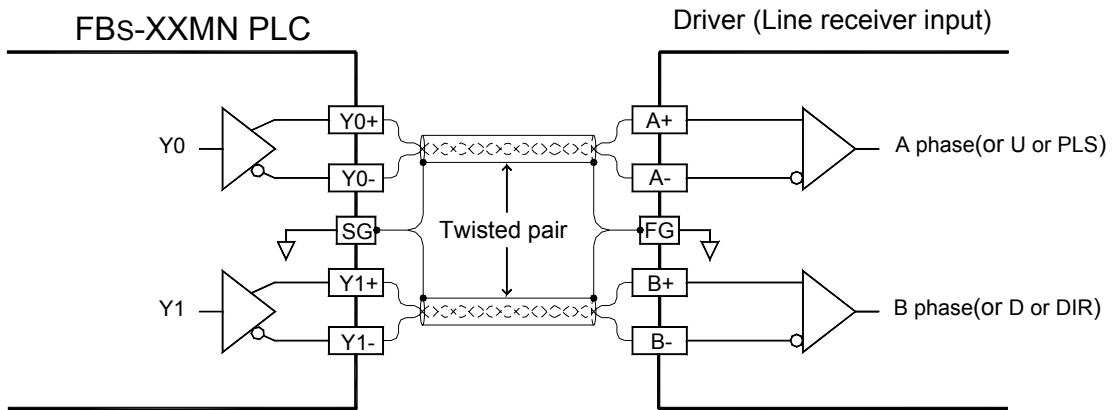 FBs-XXMN PLC
Driver (Line receiver input)
Y0
Y0+
Y0-
SG
Y1
Y1+
Y1-
Twisted pair
A+
A-
FG
B+
B-
A phase(or U or PLS)
B phase(or D or DIR)